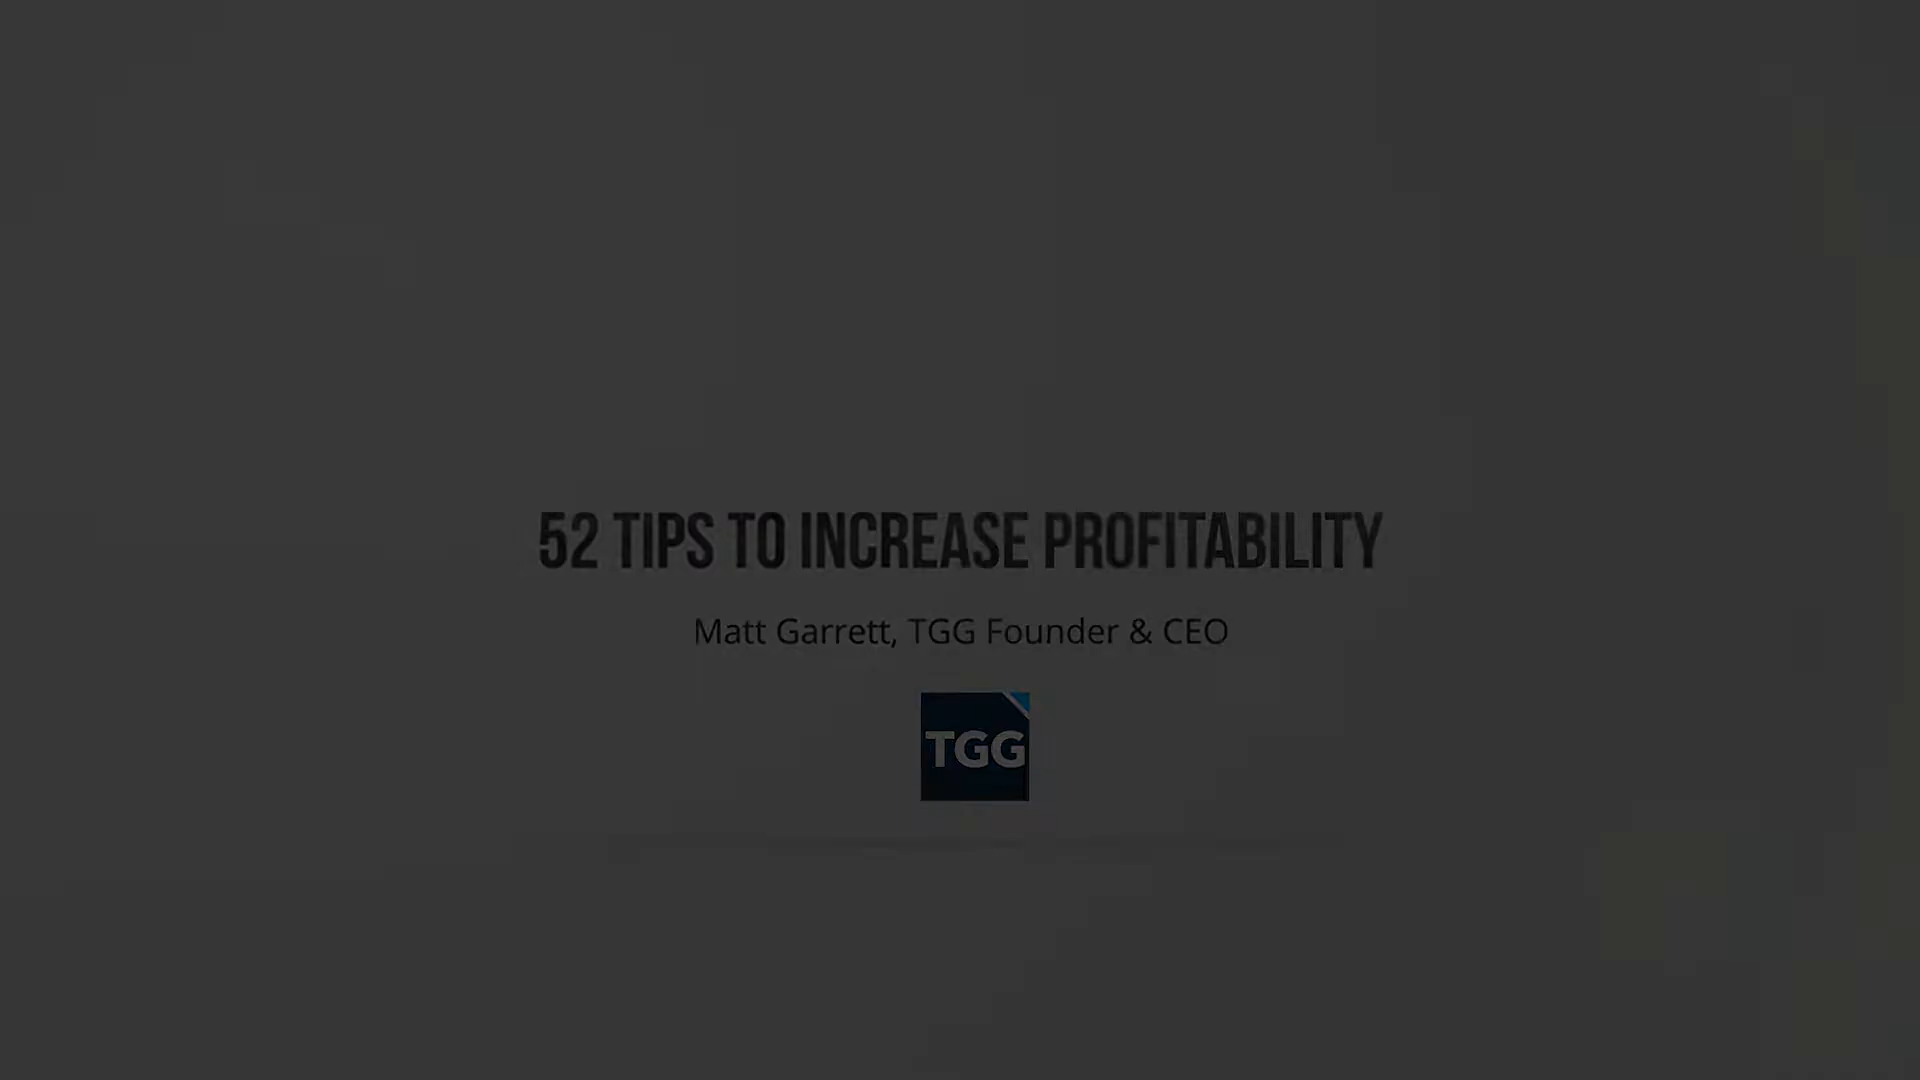 52 TIPS TO INCREASE PROFITABILITY
Matt Garrett, TGG Founder & CEO
TGG